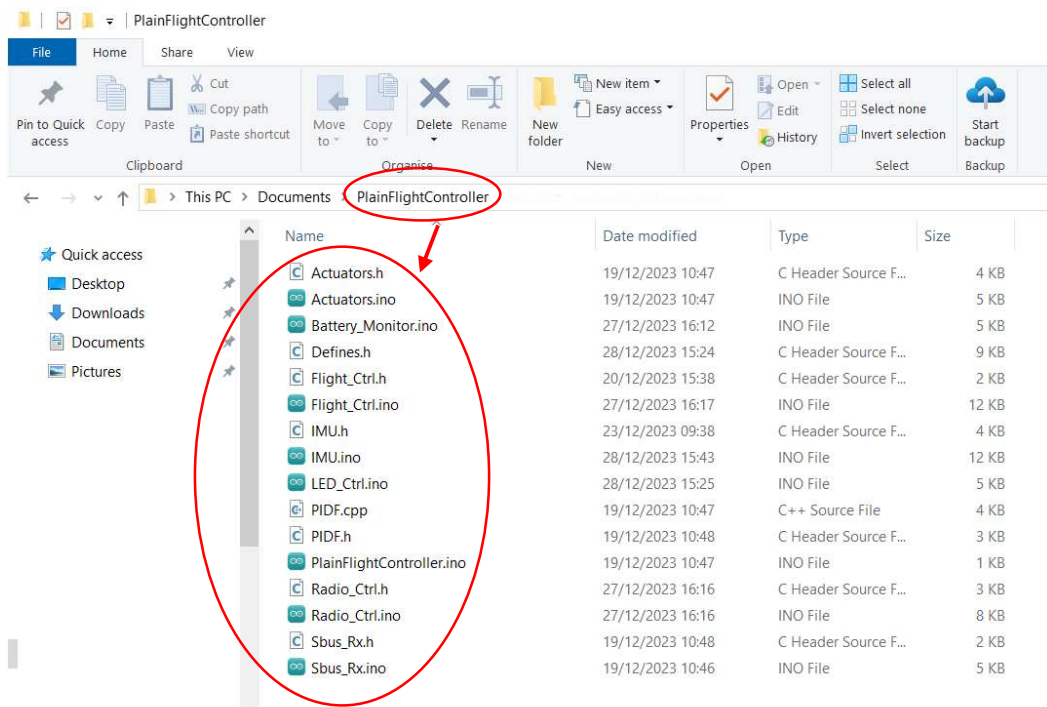 PlainFlightController
File Home Share View
Pin to Quick access
Copy
Paste
Cut
Copy path
Paste shortcut
Clipboard
Move to
Copy to
Delete
Rename
Organise
New folder
New item
Easy access
New
Properties
Open
Edit
History
Open
Select all
Select none
Invert selection
Select
Start backup
Backup
This PC > Documents > PlainFlightController
Quick access
Desktop
Downloads
Documents
Pictures
Name Date modified Type Size
Actuators.h 19/12/2023 10:47 C Header Source F... 4 KB
Actuators.ino 19/12/2023 10:47 INO File 5 KB
Battery_Monitor.ino 27/12/2023 16:12 INO File 5 KB
Defines.h 28/12/2023 15:24 C Header Source F... 9 KB
Flight_Ctrl.h 20/12/2023 15:38 C Header Source F... 2 KB
Flight_Ctrl.ino 27/12/2023 16:17 INO File 12 KB
IMU.h 23/12/2023 09:38 C Header Source F... 4 KB
IMU.ino 28/12/2023 15:43 INO File 12 KB
LED_Ctrl.ino 28/12/2023 15:25 INO File 5 KB
PIDF.cpp 19/12/2023 10:47 C++ Source File 4 KB
PIDF.h 19/12/2023 10:48 C Header Source F... 3 KB
PlainFlightController.ino 19/12/2023 10:47 INO File 1 KB
Radio_Ctrl.h 27/12/2023 16:16 C Header Source F... 3 KB
Radio_Ctrl.ino 27/12/2023 16:16 INO File 8 KB
Sbus_Rx.h 19/12/2023 10:48 C Header Source F... 2 KB
Sbus_Rx.ino 19/12/2023 10:46 INO File 5 KB